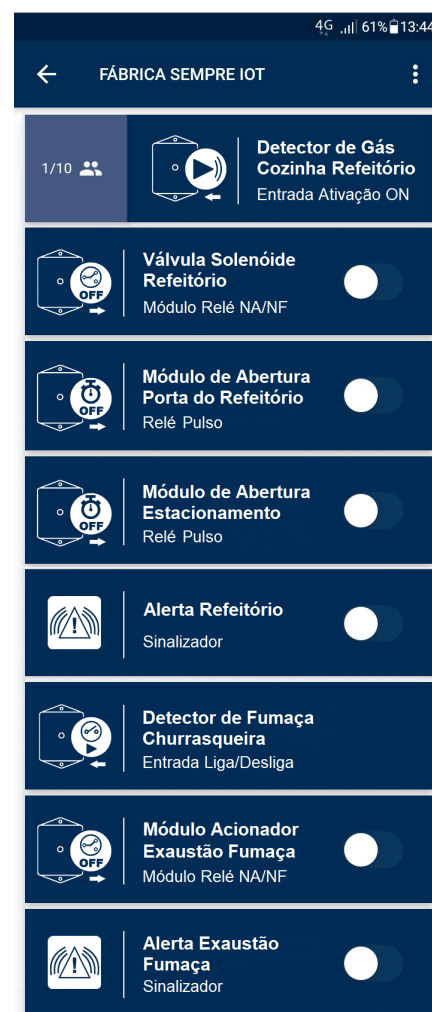 4G 61% 13:44
FÁBRICA SEMPRE IOT
1/10
Detector de Gás
Cozinha Refeitório
Entrada Ativação ON
OFF
Válvula Solenóide
Refeitório
Módulo Relé NA/NF
OFF
Módulo de Abertura
Porta do Refeitório
Relé Pulso
OFF
Módulo de Abertura
Estacionamento
Relé Pulso
Alerta Refeitório
Sinalizador
Detector de Fumaça
Churrasqueira
Entrada Liga/Desliga
OFF
Módulo Acionador
Exaustão Fumaça
Módulo Relé NA/NF
Alerta Exaustão
Fumaça
Sinalizador